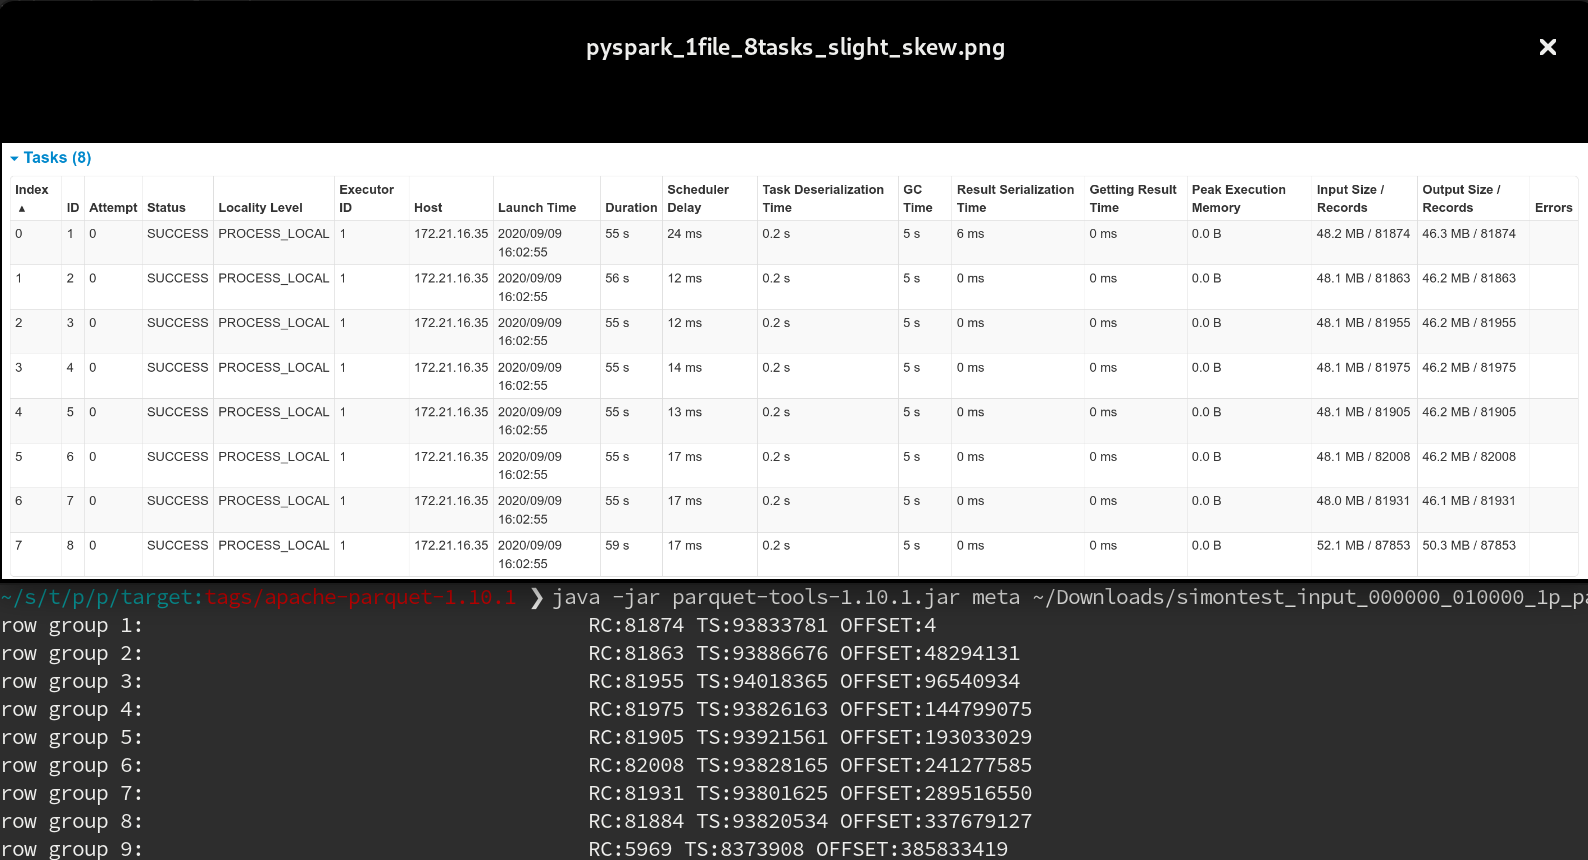 pyspark_1file_8tasks_slight_skew.png
Tasks (8)
Index ID Attempt Status Locality Level Executor ID Host Launch Time Duration Scheduler Delay Task Deserialization Time GC Time Result Serialization Time Getting Result Time Peak Execution Memory Input Size / Records Output Size / Records Errors
0 1 0 SUCCESS PROCESS_LOCAL 1 172.21.16.35 2020/09/09 16:02:55 55 s 24 ms 0.2 s 5 s 6 ms 0 ms 0.0 B 48.2 MB / 81874 46.3 MB / 81874
1 2 0 SUCCESS PROCESS_LOCAL 1 172.21.16.35 2020/09/09 16:02:55 56 s 12 ms 0.2 s 5 s 0 ms 0 ms 0.0 B 48.1 MB / 81863 46.2 MB / 81863
2 3 0 SUCCESS PROCESS_LOCAL 1 172.21.16.35 2020/09/09 16:02:55 55 s 12 ms 0.2 s 5 s 0 ms 0 ms 0.0 B 48.1 MB / 81955 46.2 MB / 81955
3 4 0 SUCCESS PROCESS_LOCAL 1 172.21.16.35 2020/09/09 16:02:55 55 s 14 ms 0.2 s 5 s 0 ms 0 ms 0.0 B 48.1 MB / 81975 46.2 MB / 81975
4 5 0 SUCCESS PROCESS_LOCAL 1 172.21.16.35 2020/09/09 16:02:55 55 s 13 ms 0.2 s 5 s 0 ms 0 ms 0.0 B 48.1 MB / 81905 46.2 MB / 81905
5 6 0 SUCCESS PROCESS_LOCAL 1 172.21.16.35 2020/09/09 16:02:55 55 s 17 ms 0.2 s 5 s 0 ms 0 ms 0.0 B 48.1 MB / 82008 46.2 MB / 82008
6 7 0 SUCCESS PROCESS_LOCAL 1 172.21.16.35 2020/09/09 16:02:55 55 s 17 ms 0.2 s 5 s 0 ms 0 ms 0.0 B 48.0 MB / 81931 46.1 MB / 81931
7 8 0 SUCCESS PROCESS_LOCAL 1 172.21.16.35 2020/09/09 16:02:55 59 s 17 ms 0.2 s 5 s 0 ms 0 ms 0.0 B 52.1 MB / 87853 50.3 MB / 87853
~/s/t/p/p/target:tags/apache-parquet-1.10.1 ❯ java -jar parquet-tools-1.10.1.jar meta ~/Downloads/simontest_input_000000_010000_1p_pa
row group 1: RC:81874 TS:93833781 OFFSET:4
row group 2: RC:81863 TS:93886676 OFFSET:48294131
row group 3: RC:81955 TS:94018365 OFFSET:96540934
row group 4: RC:81975 TS:93826163 OFFSET:144799075
row group 5: RC:81905 TS:93921561 OFFSET:193033029
row group 6: RC:82008 TS:93828165 OFFSET:241277585
row group 7: RC:81931 TS:93801625 OFFSET:289516550
row group 8: RC:81884 TS:93820534 OFFSET:337679127
row group 9: RC:5969 TS:8373908 OFFSET:385833419